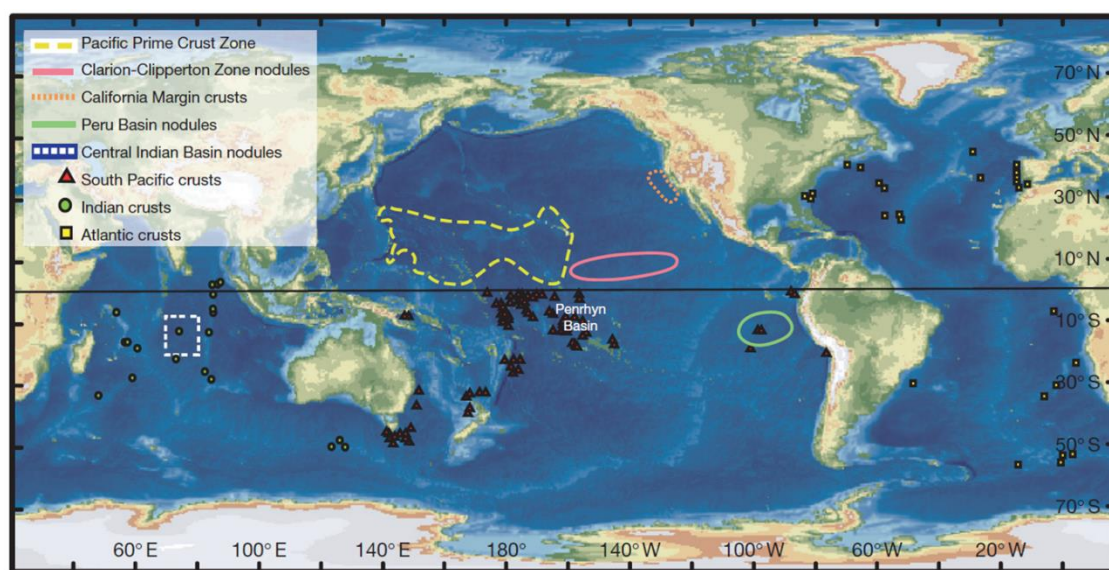 Pacific Prime Crust Zone
Clarion-Clipperton Zone nodules
California Margin crusts
Peru Basin nodules
Central Indian Basin nodules
South Pacific crusts
Indian crusts
Atlantic crusts
70° N
50° N
30° N
10° N
Penrhyn
Basin
10° S
30° S
50° S
70° S
60° E
100° E
140° E
180°
140° W
100° W
60° W
20° W